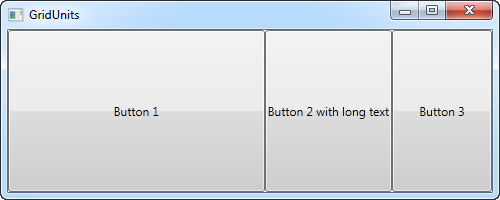 GridUnits
Button 1
Button 2 with long text
Button 3